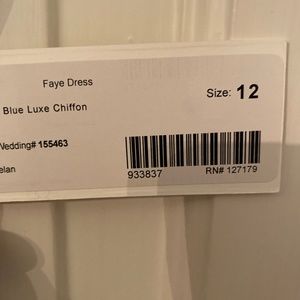 Faye Dress
Size: 12
Blue Luxe Chiffon
Wedding# 155463
elan
933837
RN# 127179